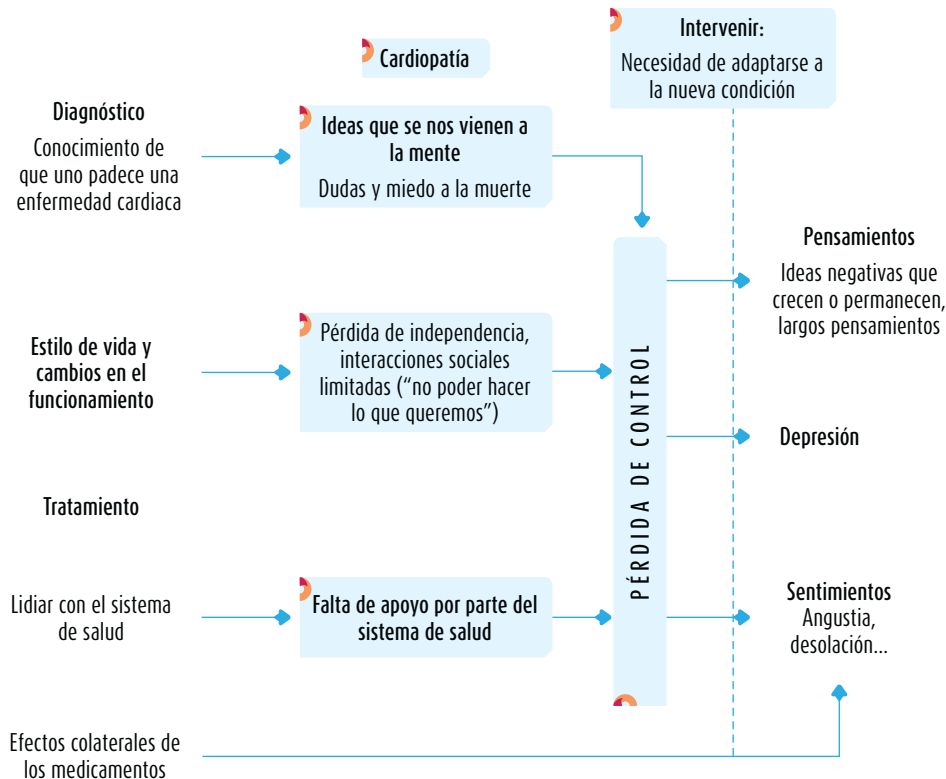 Cardiopatía
Intervenir:
Necesidad de adaptarse a
la nueva condición
Diagnóstico
Conocimiento de
que uno padece una
enfermedad cardiaca
Ideas que se nos vienen a
la mente
Dudas y miedo a la muerte
Pensamientos
Ideas negativas que
crecen o permanecen,
largos pensamientos
Estilo de vida y
cambios en el
funcionamiento
Pérdida de independencia,
interacciones sociales
limitadas (“no poder hacer
lo que queremos”)
PÉRDIDA DE CONTROL
Depresión
Tratamiento
Lidiar con el sistema
de salud
Falta de apoyo por parte del
sistema de salud
Sentimientos
Angustia,
desolación...
Efectos colaterales de
los medicamentos